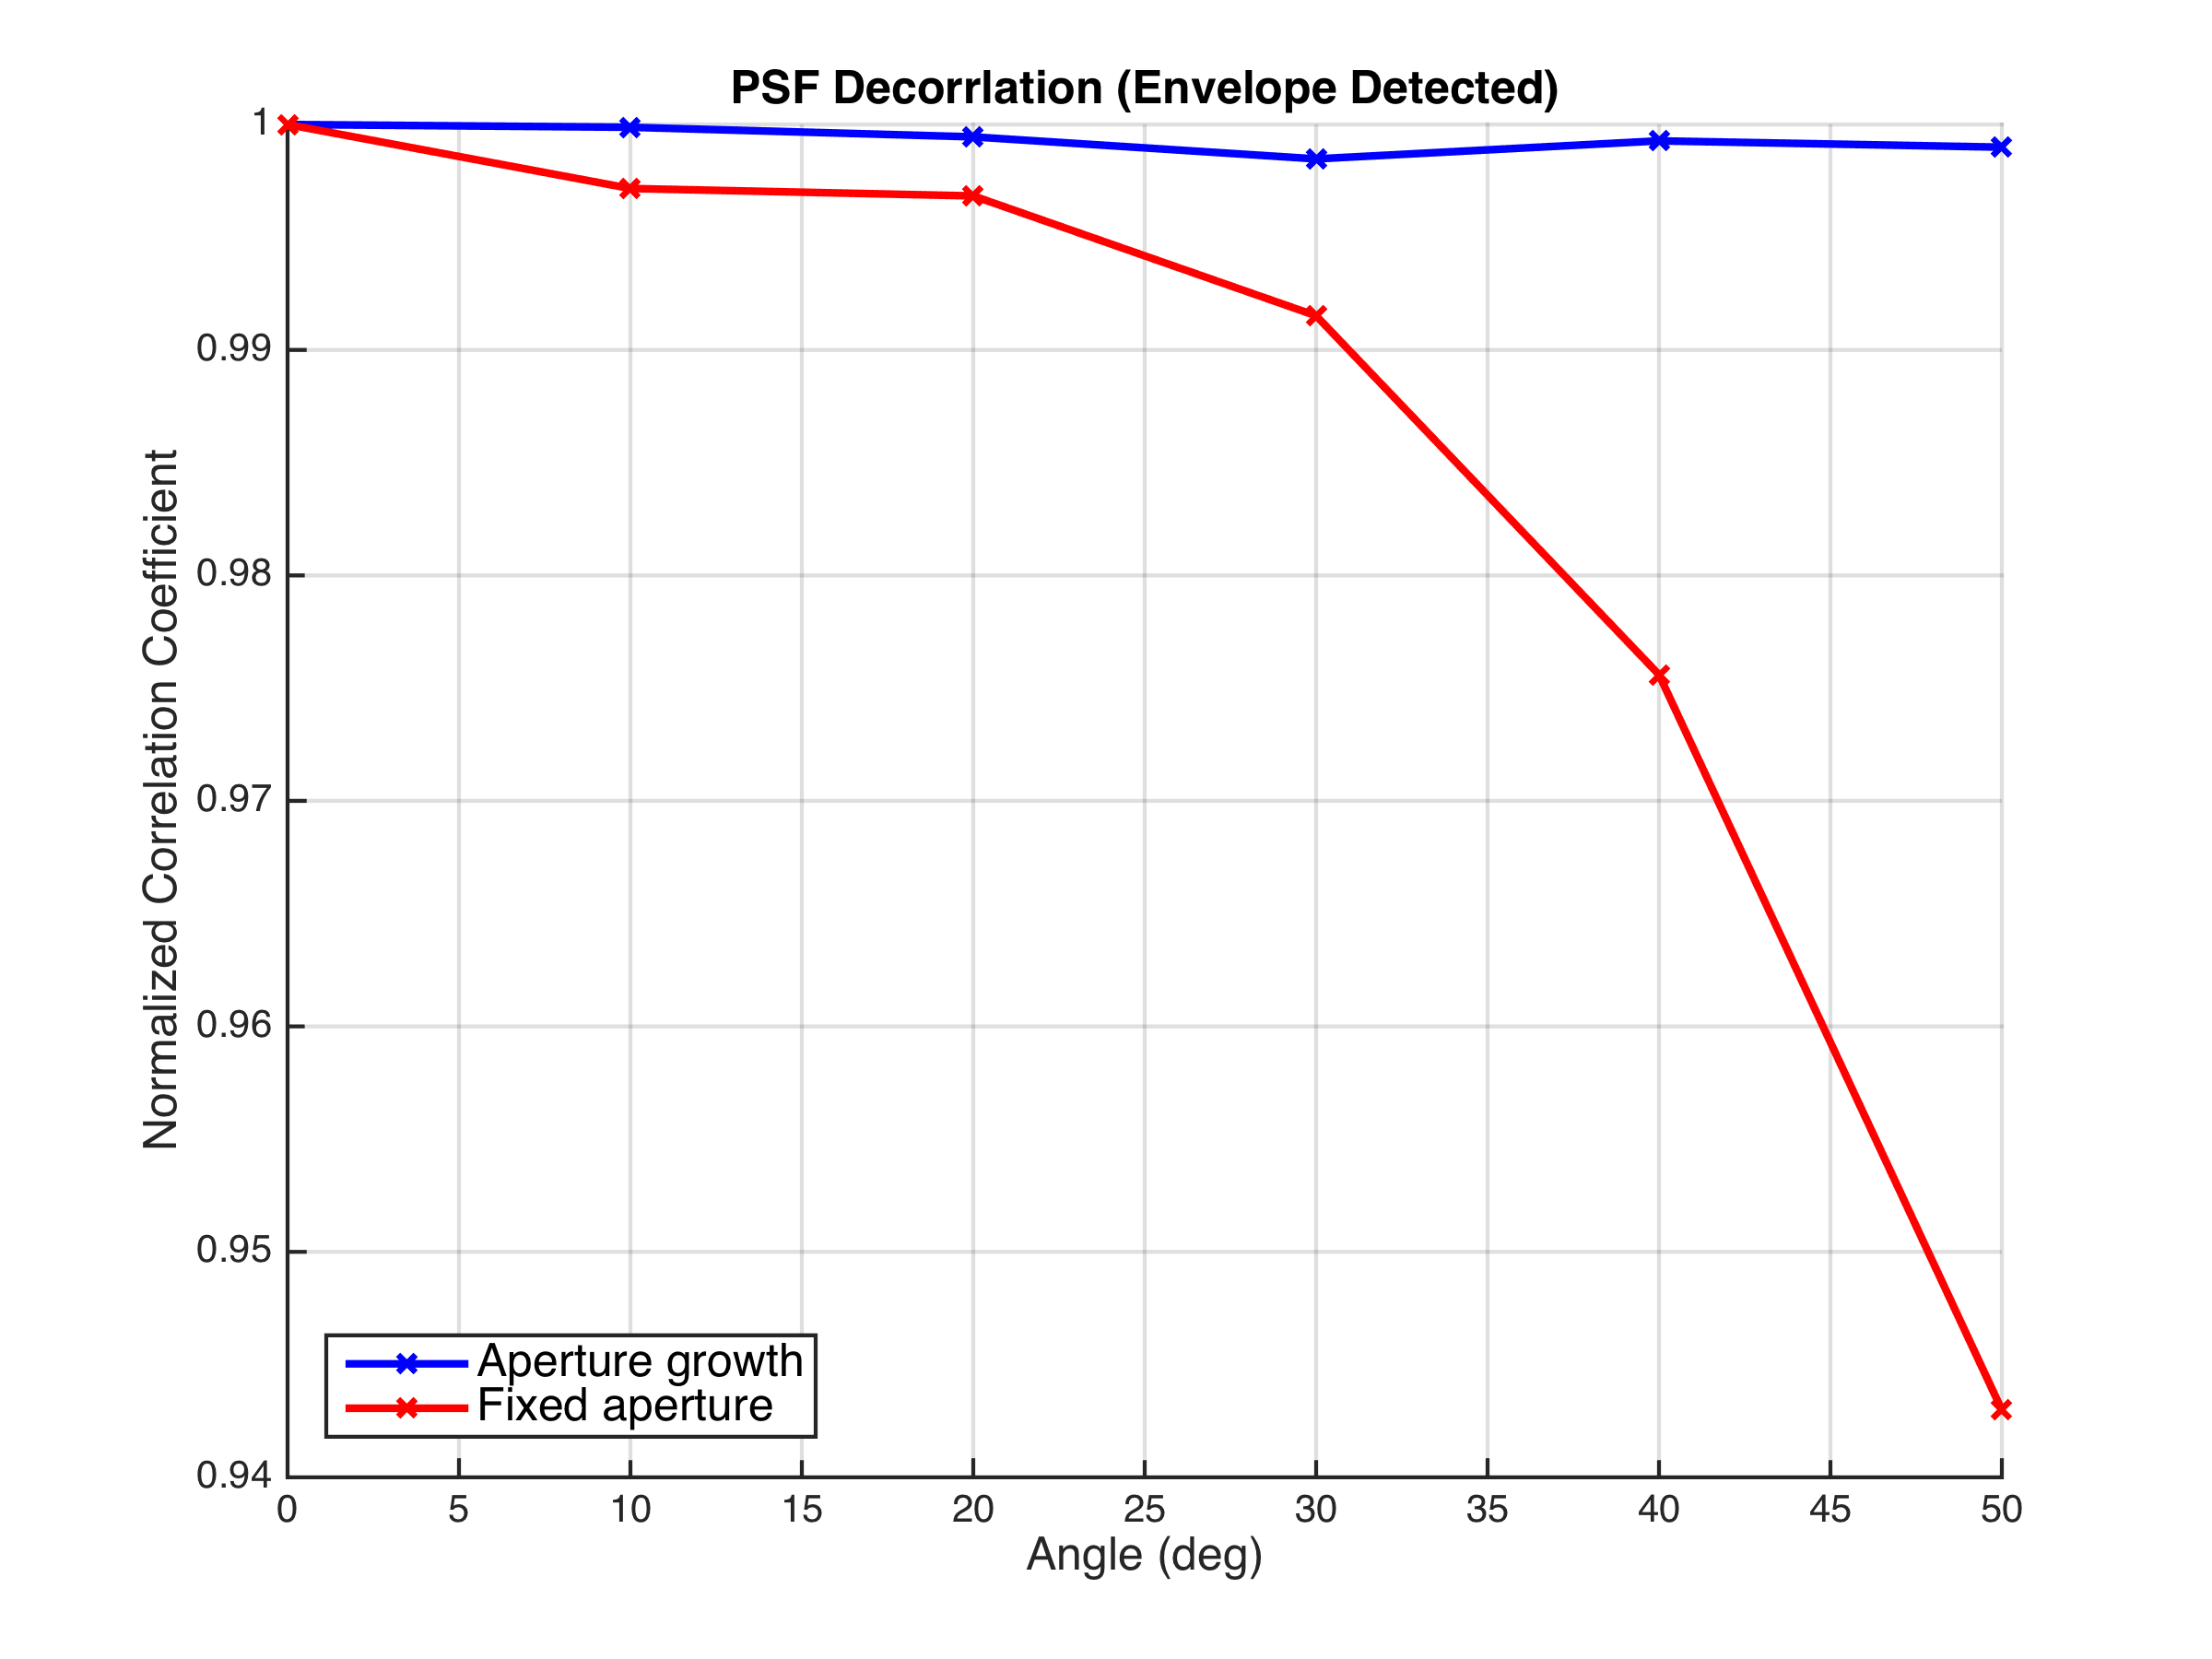 PSF Decorrlation (Envelope Detected)
Normalized Correlation Coefficient
1
0.99
0.98
0.97
0.96
0.95
0.94
Aperture growth
Fixed aperture
0 5 10 15 20 25 30 35 40 45 50
Angle (deg)